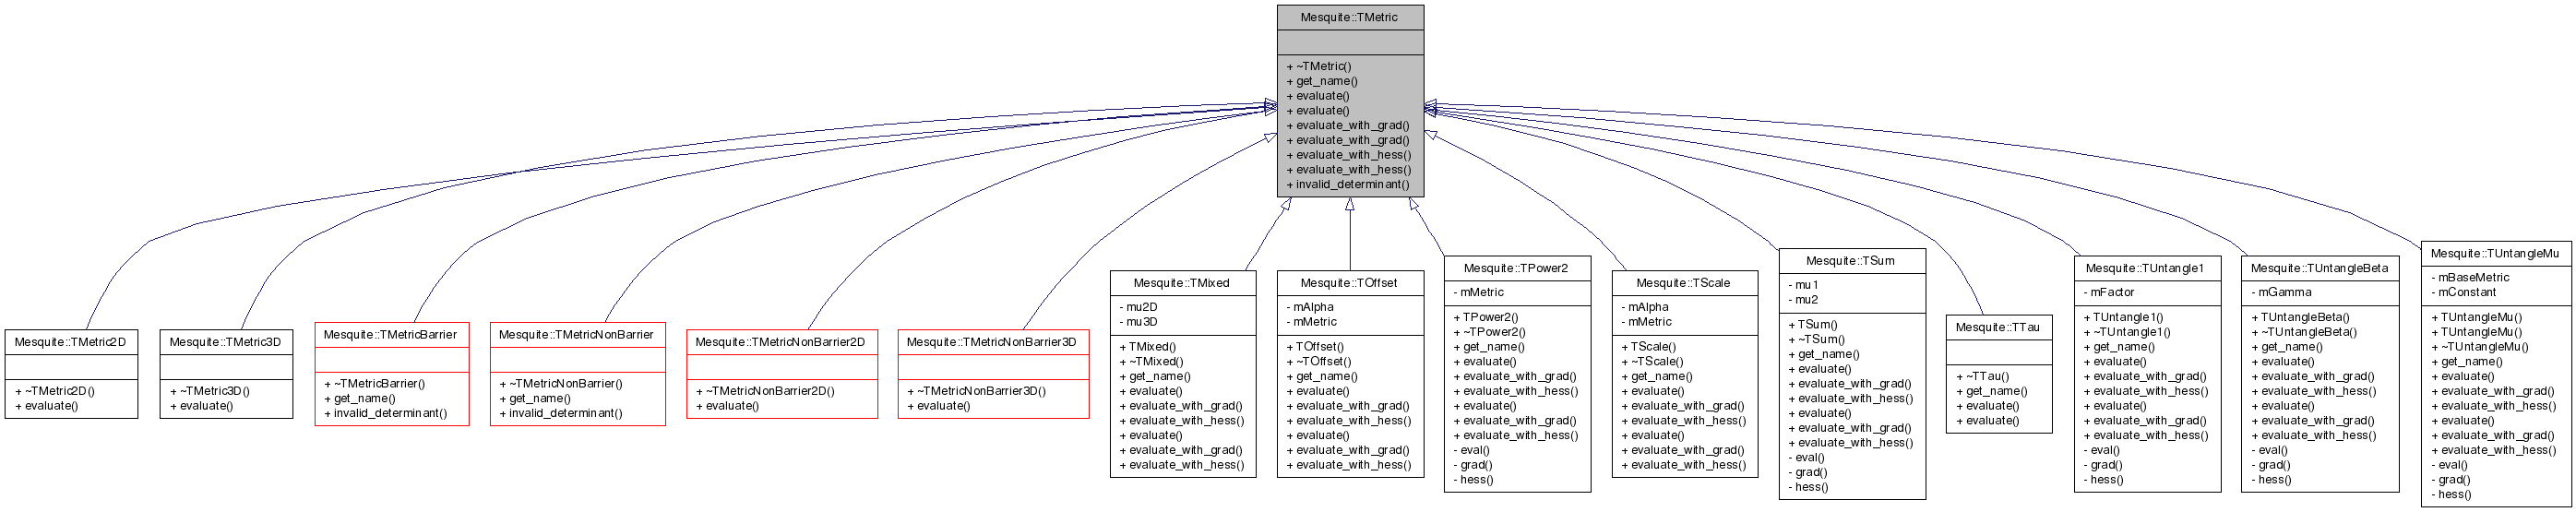 Mesquite::TMetric
+ ~TMetric()
+ get_name()
+ evaluate()
+ evaluate()
+ evaluate_with_grad()
+ evaluate_with_grad()
+ evaluate_with_hess()
+ evaluate_with_hess()
+ invalid_determinant()
Mesquite::TMetric2D
+ ~TMetric2D()
+ evaluate()
Mesquite::TMetric3D
+ ~TMetric3D()
+ evaluate()
Mesquite::TMetricBarrier
+ ~TMetricBarrier()
+ get_name()
+ invalid_determinant()
Mesquite::TMetricNonBarrier
+ ~TMetricNonBarrier()
+ get_name()
+ invalid_determinant()
Mesquite::TMetricNonBarrier2D
+ ~TMetricNonBarrier2D()
+ evaluate()
Mesquite::TMetricNonBarrier3D
+ ~TMetricNonBarrier3D()
+ evaluate()
Mesquite::TMixed
- mu2D
- mu3D
+ TMixed()
+ ~TMixed()
+ get_name()
+ evaluate()
+ evaluate_with_grad()
+ evaluate_with_hess()
+ evaluate()
+ evaluate_with_grad()
+ evaluate_with_hess()
Mesquite::TOffset
- mAlpha
- mMetric
+ TOffset()
+ ~TOffset()
+ get_name()
+ evaluate()
+ evaluate_with_grad()
+ evaluate_with_hess()
+ evaluate()
+ evaluate_with_grad()
+ evaluate_with_hess()
Mesquite::TPower2
- mMetric
+ TPower2()
+ ~TPower2()
+ get_name()
+ evaluate()
+ evaluate_with_grad()
+ evaluate_with_hess()
+ evaluate()
+ evaluate_with_grad()
+ evaluate_with_hess()
- eval()
- grad()
- hess()
Mesquite::TScale
- mAlpha
- mMetric
+ TScale()
+ ~TScale()
+ get_name()
+ evaluate()
+ evaluate_with_grad()
+ evaluate_with_hess()
+ evaluate()
+ evaluate_with_grad()
+ evaluate_with_hess()
Mesquite::TSum
- mu1
- mu2
+ TSum()
+ ~TSum()
+ get_name()
+ evaluate()
+ evaluate_with_grad()
+ evaluate_with_hess()
+ evaluate()
+ evaluate_with_grad()
+ evaluate_with_hess()
- eval()
- grad()
- hess()
Mesquite::TTau
+ ~TTau()
+ get_name()
+ evaluate()
+ evaluate()
Mesquite::TUntangle1
- mFactor
+ TUntangle1()
+ ~TUntangle1()
+ get_name()
+ evaluate()
+ evaluate_with_grad()
+ evaluate_with_hess()
+ evaluate()
+ evaluate_with_grad()
+ evaluate_with_hess()
- eval()
- grad()
- hess()
Mesquite::TUntangleBeta
- mGamma
+ TUntangleBeta()
+ ~TUntangleBeta()
+ get_name()
+ evaluate()
+ evaluate_with_grad()
+ evaluate_with_hess()
+ evaluate()
+ evaluate_with_grad()
+ evaluate_with_hess()
- eval()
- grad()
- hess()
Mesquite::TUntangleMu
- mBaseMetric
- mConstant
+ TUntangleMu()
+ TUntangleMu()
+ ~TUntangleMu()
+ get_name()
+ evaluate()
+ evaluate_with_grad()
+ evaluate_with_hess()
+ evaluate()
+ evaluate_with_grad()
+ evaluate_with_hess()
- eval()
- grad()
- hess()